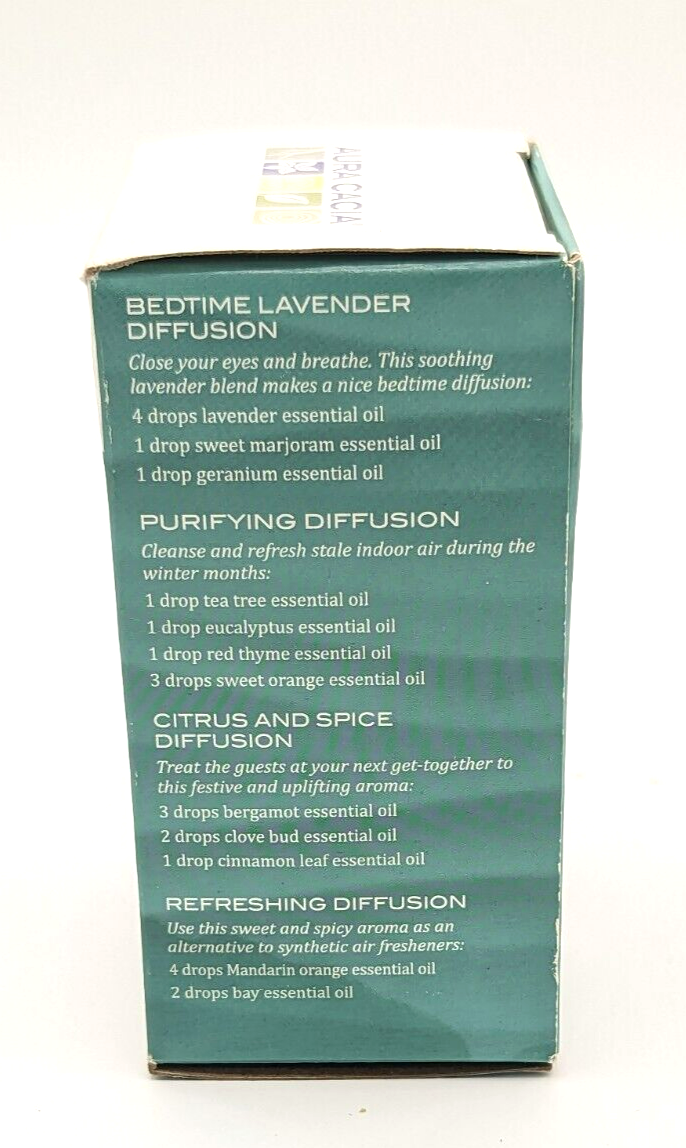 AURA CACIA
BEDTIME LAVENDER
DIFFUSION
Close your eyes and breathe. This soothing
lavender blend makes a nice bedtime diffusion:
4 drops lavender essential oil
1 drop sweet marjoram essential oil
1 drop geranium essential oil
PURIFYING DIFFUSION
Cleanse and refresh stale indoor air during the
winter months:
1 drop tea tree essential oil
1 drop eucalyptus essential oil
1 drop red thyme essential oil
3 drops sweet orange essential oil
CITRUS AND SPICE
DIFFUSION
Treat the guests at your next get-together to
this festive and uplifting aroma:
3 drops bergamot essential oil
2 drops clove bud essential oil
1 drop cinnamon leaf essential oil
REFRESHING DIFFUSION
Use this sweet and spicy aroma as an
alternative to synthetic air fresheners:
4 drops Mandarin orange essential oil
2 drops bay essential oil